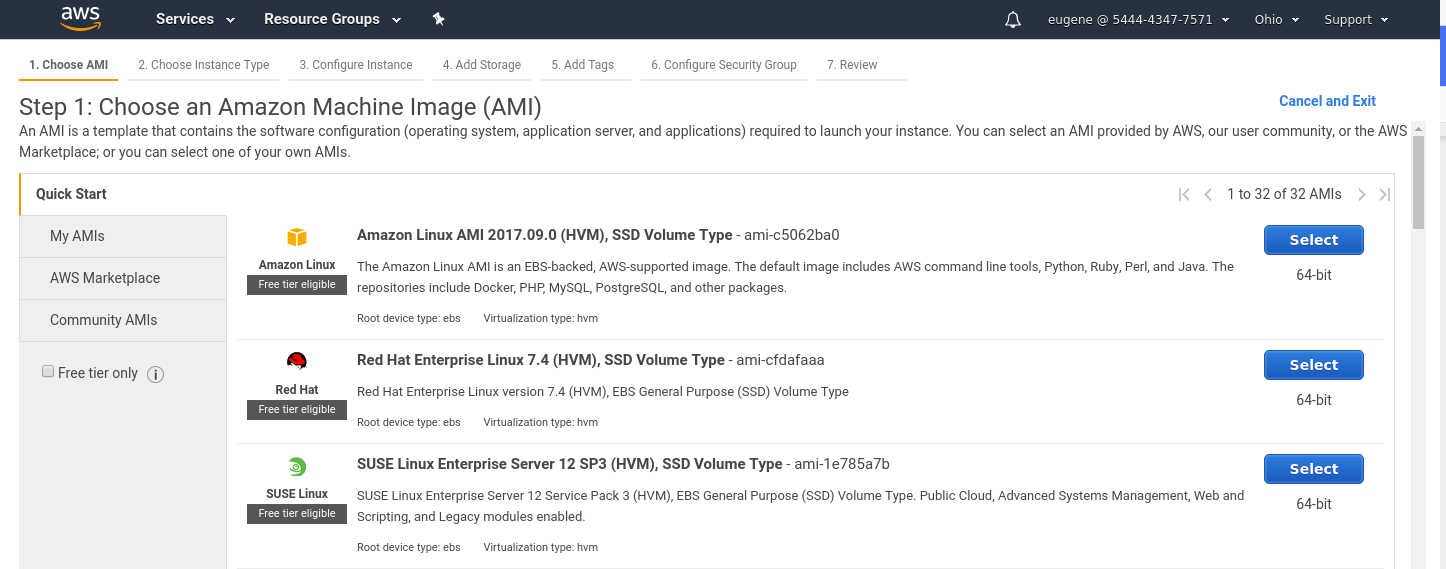 aws
Services
Resource Groups
eugene @ 5444-4347-7571
Ohio
Support
1. Choose AMI
2. Choose Instance Type
3. Configure Instance
4. Add Storage
5. Add Tags
6. Configure Security Group
7. Review
Step 1: Choose an Amazon Machine Image (AMI)
Cancel and Exit
An AMI is a template that contains the software configuration (operating system, application server, and applications) required to launch your instance. You can select an AMI provided by AWS, our user community, or the AWS
Marketplace; or you can select one of your own AMIs.
Quick Start
1 to 32 of 32 AMIs
My AMIs
AWS Marketplace
Community AMIs
Free tier only
Amazon Linux
Free tier eligible
Amazon Linux AMI 2017.09.0 (HVM), SSD Volume Type - ami-c5062ba0
The Amazon Linux AMI is an EBS-backed, AWS-supported image. The default image includes AWS command line tools, Python, Ruby, Perl, and Java. The
repositories include Docker, PHP, MySQL, PostgreSQL, and other packages.
Root device type: ebs
Virtualization type: hvm
Select
64-bit
Red Hat
Free tier eligible
Red Hat Enterprise Linux 7.4 (HVM), SSD Volume Type - ami-cfdafaaa
Red Hat Enterprise Linux version 7.4 (HVM), EBS General Purpose (SSD) Volume Type
Root device type: ebs
Virtualization type: hvm
Select
64-bit
SUSE Linux
Free tier eligible
SUSE Linux Enterprise Server 12 SP3 (HVM), SSD Volume Type - ami-1e785a7b
SUSE Linux Enterprise Server 12 Service Pack 3 (HVM), EBS General Purpose (SSD) Volume Type. Public Cloud, Advanced Systems Management, Web and
Scripting, and Legacy modules enabled.
Root device type: ebs
Virtualization type: hvm
Select
64-bit